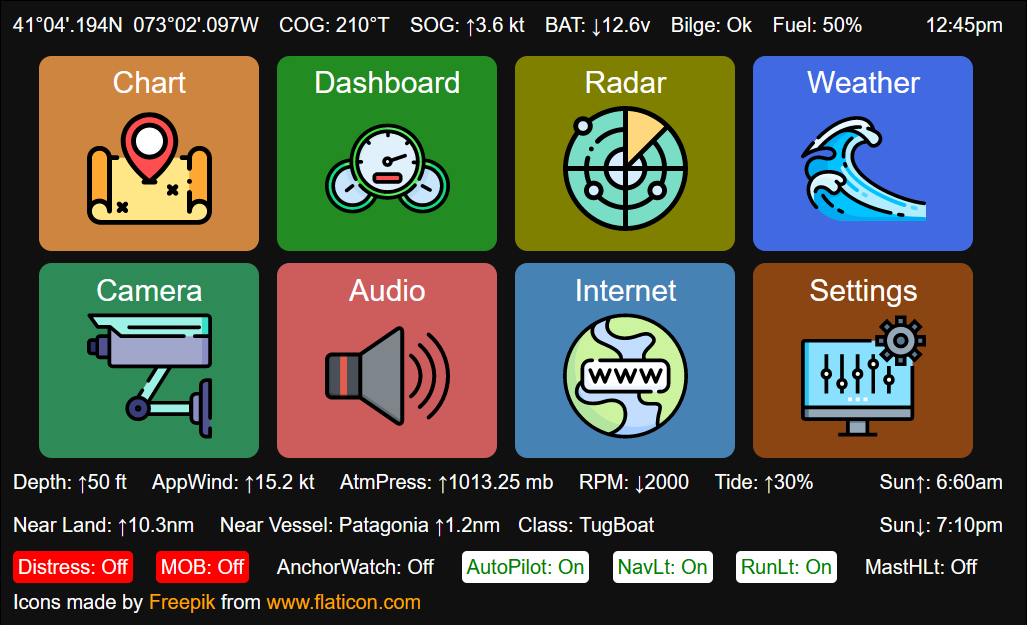 41°04'.194N 073°02'.097W COG: 210°T SOG: ↑3.6 kt BAT: ↓12.6v Bilge: Ok Fuel: 50% 12:45pm
Chart Dashboard Radar Weather
Camera Audio Internet Settings
WWW
Depth: ↑50 ft AppWind: ↑15.2 kt AtmPress: ↑1013.25 mb RPM: ↓2000 Tide: ↑30% Sun↑: 6:60am
Near Land: ↑10.3nm Near Vessel: Patagonia ↑1.2nm Class: TugBoat Sun↓: 7:10pm
Distress: Off MOB: Off AnchorWatch: Off AutoPilot: On NavLt: On RunLt: On MastHLt: Off
Icons made by Freepik from www.flaticon.com